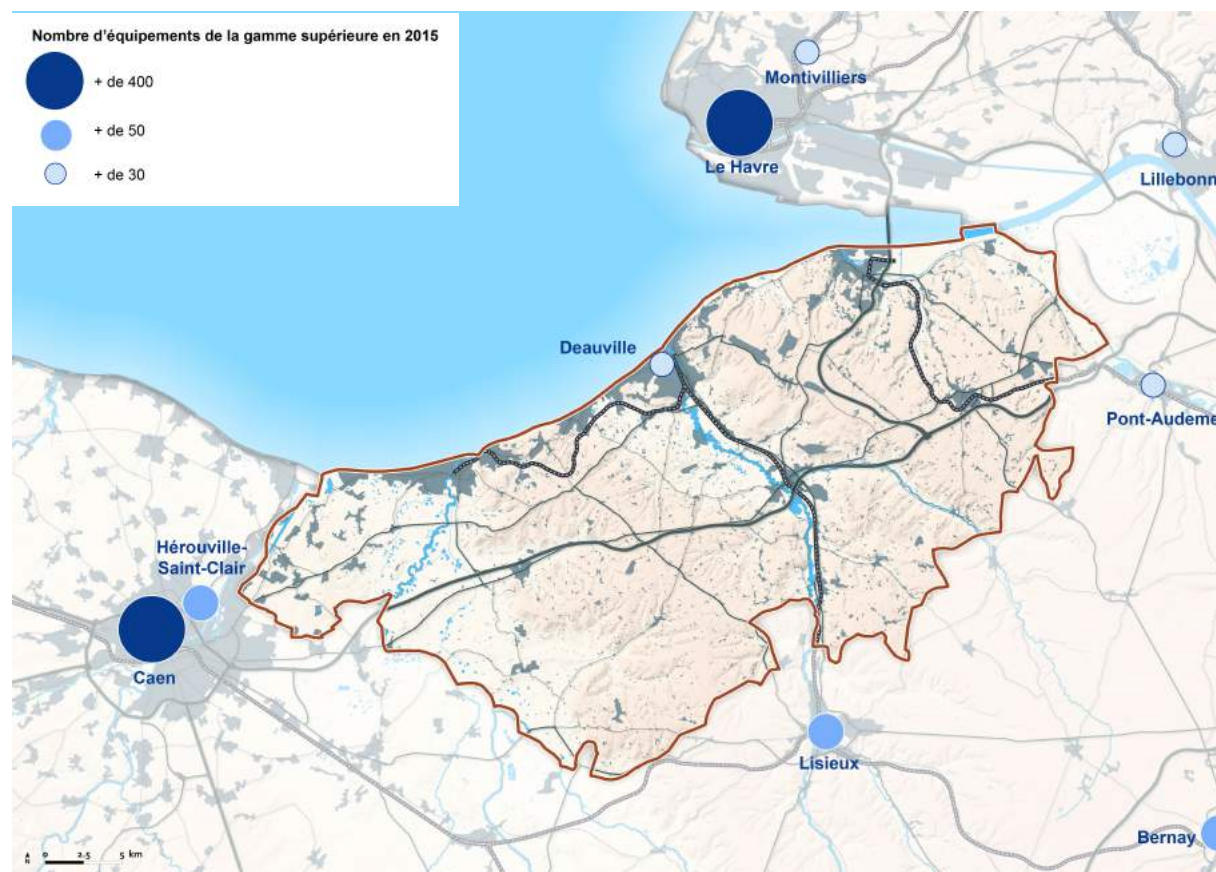 Nombre d'équipements de la gamme supérieure en 2015
+ de 400
+ de 50
+ de 30
Montivilliers
Le Havre
Lillebonn
Deauville
Pont-Audeme
Hérouville-
Saint-Clair
Caen
Lisieux
Bernay
N
0 2.5 5 km